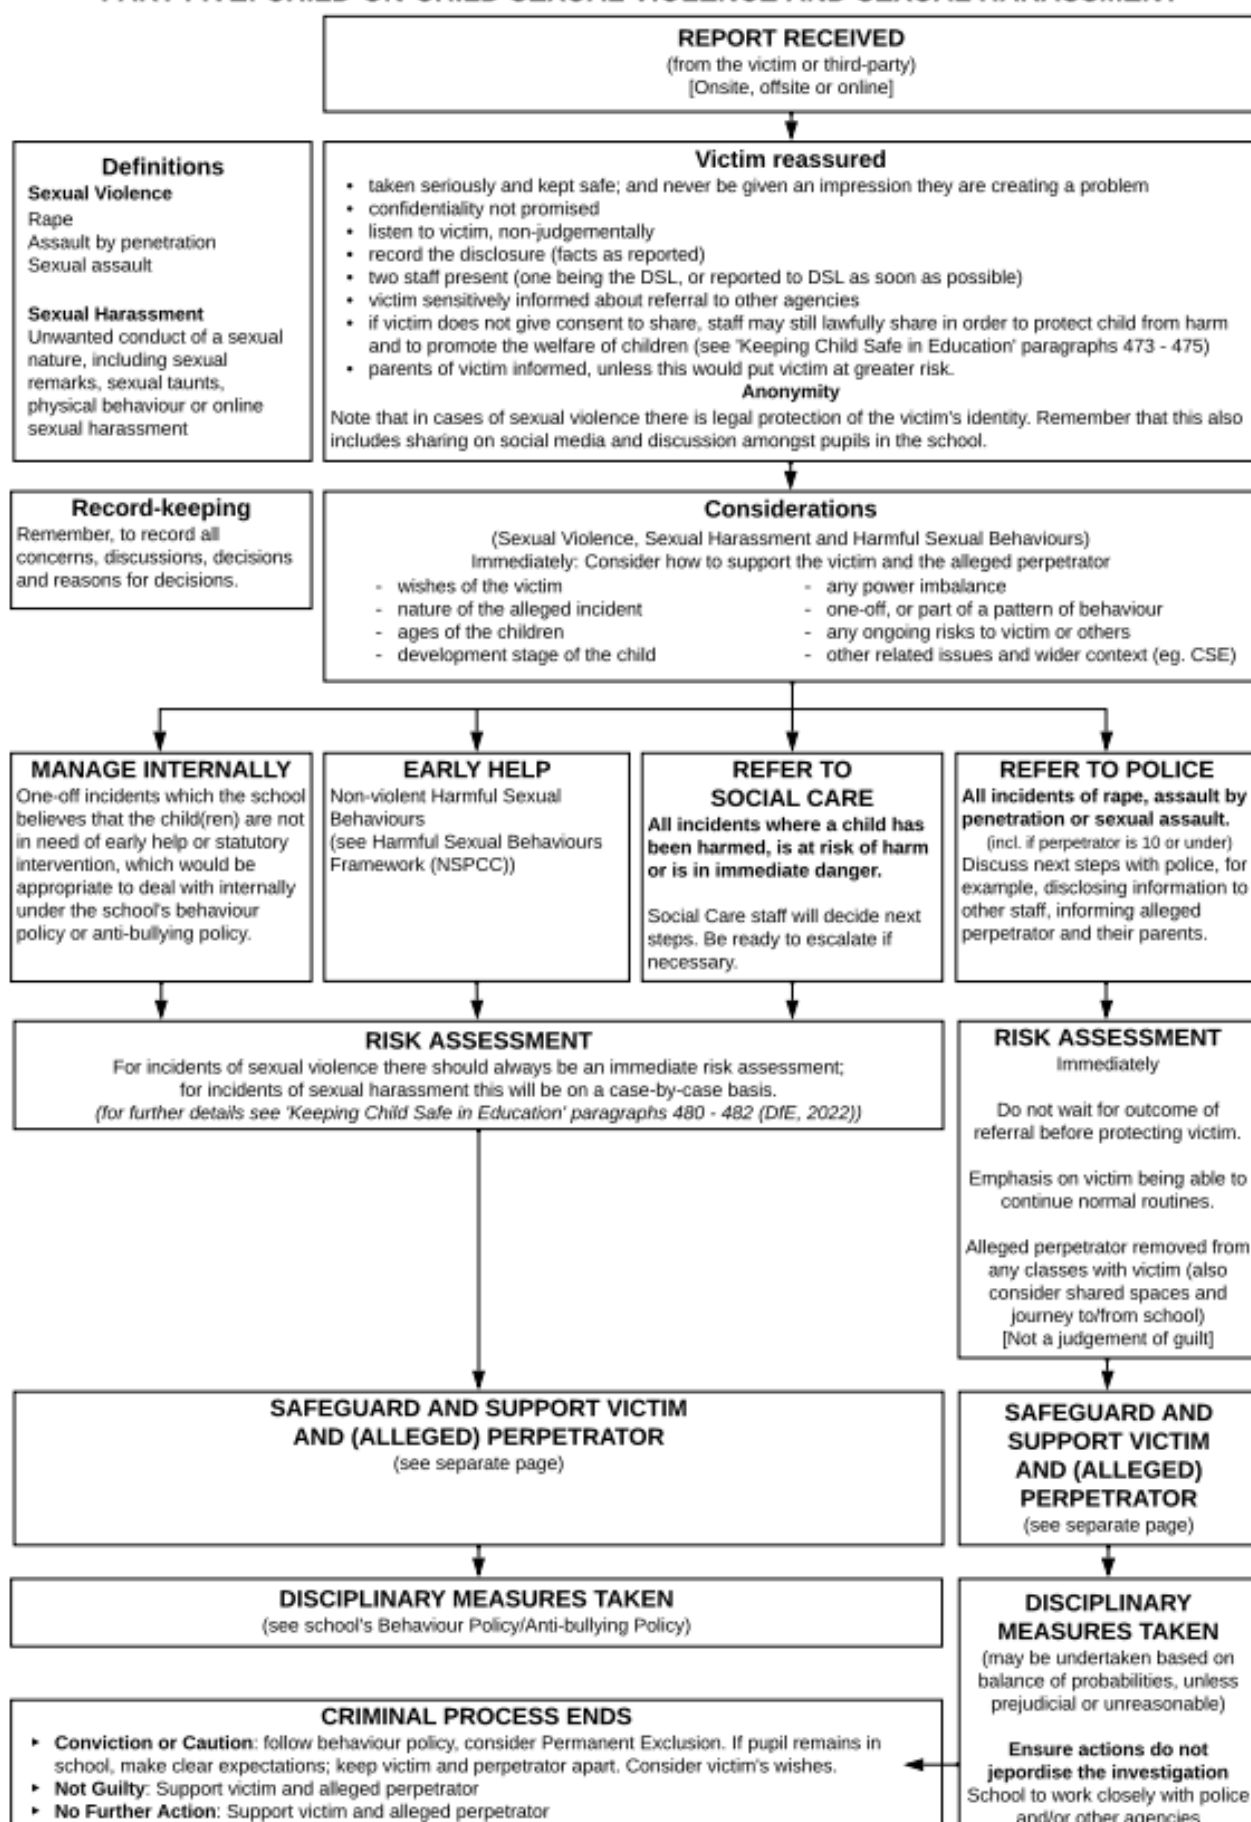 REPORT RECEIVED
(from the victim or third-party)
[Onsite, offsite or online]
Definitions
Sexual Violence
Rape
Assault by penetration
Sexual assault
Sexual Harassment
Unwanted conduct of a sexual
nature, including sexual
remarks, sexual taunts,
physical behaviour or online
sexual harassment
Victim reassured
• taken seriously and kept safe; and never be given an impression they are creating a problem
• confidentiality not promised
• listen to victim, non-judgementally
• record the disclosure (facts as reported)
• two staff present (one being the DSL, or reported to DSL as soon as possible)
• victim sensitively informed about referral to other agencies
• if victim does not give consent to share, staff may still lawfully share in order to protect child from harm
and to promote the welfare of children (see 'Keeping Child Safe in Education' paragraphs 473 - 475)
• parents of victim informed, unless this would put victim at greater risk.
Anonymity
Note that in cases of sexual violence there is legal protection of the victim's identity. Remember that this also
includes sharing on social media and discussion amongst pupils in the school.
Record-keeping
Remember, to record all
concerns, discussions, decisions
and reasons for decisions.
Considerations
(Sexual Violence, Sexual Harassment and Harmful Sexual Behaviours)
Immediately: Consider how to support the victim and the alleged perpetrator
- wishes of the victim
- nature of the alleged incident
- ages of the children
- development stage of the child
- any power imbalance
- one-off, or part of a pattern of behaviour
- any ongoing risks to victim or others
- other related issues and wider context (eg. CSE)
MANAGE INTERNALLY
One-off incidents which the school
believes that the child(ren) are not
in need of early help or statutory
intervention, which would be
appropriate to deal with internally
under the school's behaviour
policy or anti-bullying policy.
EARLY HELP
Non-violent Harmful Sexual
Behaviours
(see Harmful Sexual Behaviours
Framework (NSPCC))
REFER TO
SOCIAL CARE
All incidents where a child has
been harmed, is at risk of harm
or is in immediate danger.
Social Care staff will decide next
steps. Be ready to escalate if
necessary.
REFER TO POLICE
All incidents of rape, assault by
penetration or sexual assault.
(incl. if perpetrator is 10 or under)
Discuss next steps with police, for
example, disclosing information to
other staff, informing alleged
perpetrator and their parents.
RISK ASSESSMENT
For incidents of sexual violence there should always be an immediate risk assessment;
for incidents of sexual harassment this will be on a case-by-case basis.
(for further details see 'Keeping Child Safe in Education' paragraphs 480 - 482 (DfE, 2022))
RISK ASSESSMENT
Immediately
Do not wait for outcome of
referral before protecting victim.
Emphasis on victim being able to
continue normal routines.
Alleged perpetrator removed from
any classes with victim (also
consider shared spaces and
journey to/from school)
[Not a judgement of guilt]
SAFEGUARD AND SUPPORT VICTIM
AND (ALLEGED) PERPETRATOR
(see separate page)
SAFEGUARD AND
SUPPORT VICTIM
AND (ALLEGED)
PERPETRATOR
(see separate page)
DISCIPLINARY MEASURES TAKEN
(see school's Behaviour Policy/Anti-bullying Policy)
DISCIPLINARY
MEASURES TAKEN
(may be undertaken based on
balance of probabilities, unless
prejudicial or unreasonable)
Ensure actions do not
jepordise the investigation
School to work closely with police
and/or other agencies
CRIMINAL PROCESS ENDS
▸ Conviction or Caution: follow behaviour policy, consider Permanent Exclusion. If pupil remains in
school, make clear expectations; keep victim and perpetrator apart. Consider victim's wishes.
▸ Not Guilty: Support victim and alleged perpetrator
▸ No Further Action: Support victim and alleged perpetrator